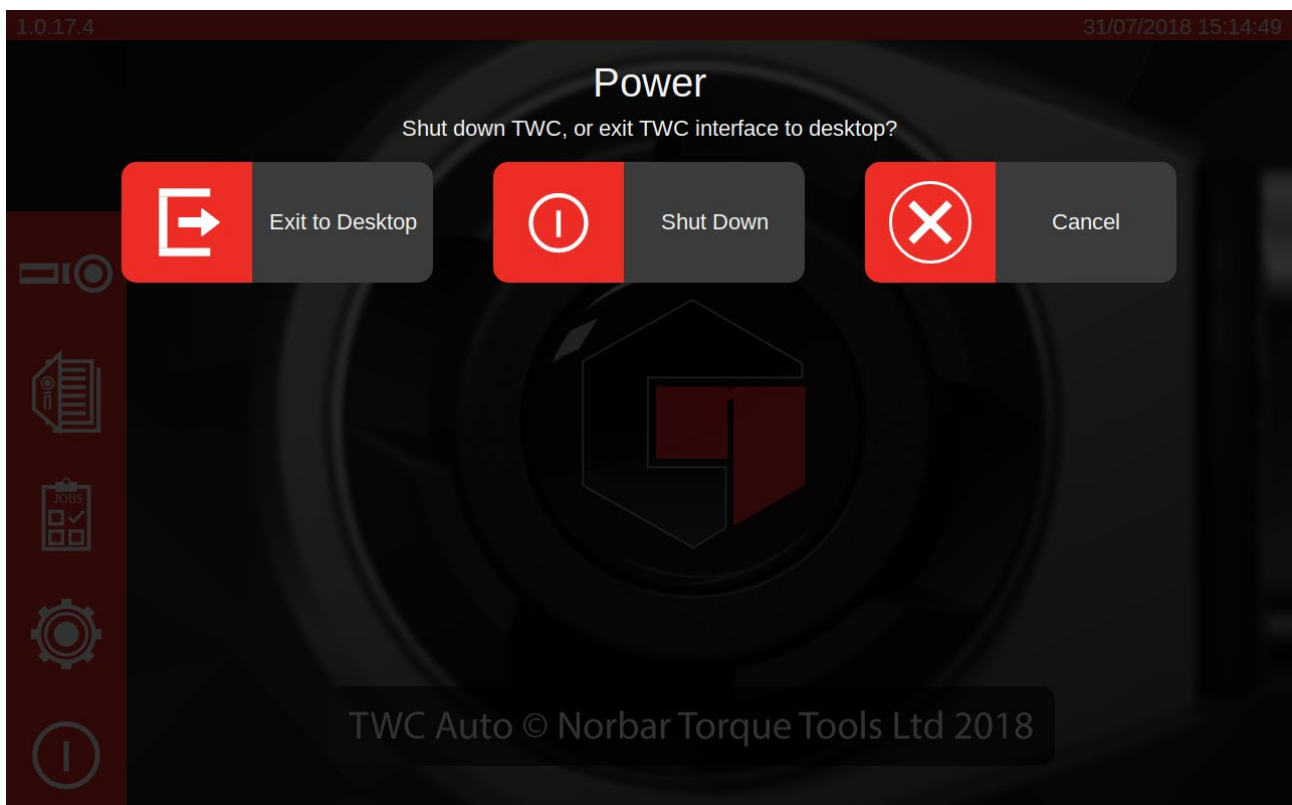 1.0.17.4 31/07/2018 15:14:49
Power
Shut down TWC, or exit TWC interface to desktop?
Exit to Desktop
Shut Down
Cancel
JOBS
TWC Auto © Norbar Torque Tools Ltd 2018